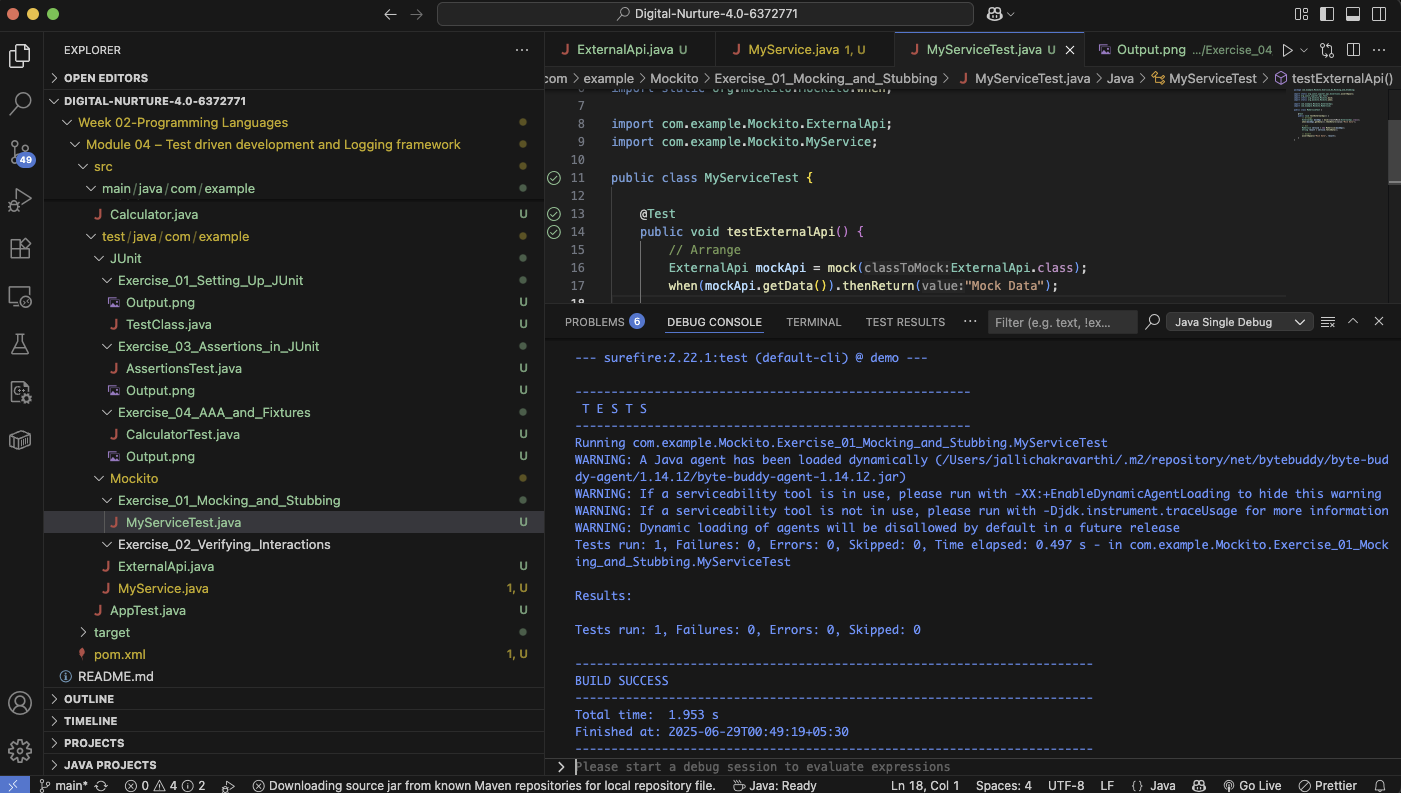 Digital-Nurture-4.0-6372771
EXPLORER
OPEN EDITORS
DIGITAL-NURTURE-4.0-6372771
Week 02-Programming Languages
Module 04 – Test driven development and Logging framework
src
main/java/com/example
Calculator.java U
test/java/com/example
JUnit
Exercise_01_Setting_Up_JUnit
Output.png U
TestClass.java U
Exercise_03_Assertions_in_JUnit
AssertionsTest.java U
Output.png U
Exercise_04_AAA_and_Fixtures
CalculatorTest.java U
Output.png U
Mockito
Exercise_01_Mocking_and_Stubbing
MyServiceTest.java U
Exercise_02_Verifying_Interactions
ExternalApi.java U
MyService.java 1, U
AppTest.java U
target
pom.xml 1, U
README.md
OUTLINE
TIMELINE
PROJECTS
JAVA PROJECTS
49
ExternalApi.java U MyService.java 1, U MyServiceTest.java U Output.png .../Exercise_04
com > example > Mockito > Exercise_01_Mocking_and_Stubbing > MyServiceTest.java > Java > MyServiceTest > testExternalApi()
6 import static org.mockito.Mockito.when;
7
8 import com.example.Mockito.ExternalApi;
9 import com.example.Mockito.MyService;
10
11 public class MyServiceTest {
12
13 @Test
14 public void testExternalApi() {
15 // Arrange
16 ExternalApi mockApi = mock(classToMock:ExternalApi.class);
17 when(mockApi.getData()).thenReturn(value:"Mock Data");
18
PROBLEMS 6 DEBUG CONSOLE TERMINAL TEST RESULTS Filter (e.g. text, !ex... Java Single Debug
--- surefire:2.22.1:test (default-cli) @ demo ---
-------------------------------------------------------
T E S T S
-------------------------------------------------------
Running com.example.Mockito.Exercise_01_Mocking_and_Stubbing.MyServiceTest
WARNING: A Java agent has been loaded dynamically (/Users/jallichakravarthi/.m2/repository/net/bytebuddy/byte-bud
dy-agent/1.14.12/byte-buddy-agent-1.14.12.jar)
WARNING: If a serviceability tool is in use, please run with -XX:+EnableDynamicAgentLoading to hide this warning
WARNING: If a serviceability tool is not in use, please run with -Djdk.instrument.traceUsage for more information
WARNING: Dynamic loading of agents will be disallowed by default in a future release
Tests run: 1, Failures: 0, Errors: 0, Skipped: 0, Time elapsed: 0.497 s - in com.example.Mockito.Exercise_01_Mock
ing_and_Stubbing.MyServiceTest
Results:
Tests run: 1, Failures: 0, Errors: 0, Skipped: 0
------------------------------------------------------------------------
BUILD SUCCESS
------------------------------------------------------------------------
Total time:  1.953 s
Finished at: 2025-06-29T00:49:19+05:30
------------------------------------------------------------------------
Please start a debug session to evaluate expressions
main* 0 4 2 Downloading source jar from known Maven repositories for local repository file. Java: Ready Ln 18, Col 1 Spaces: 4 UTF-8 LF {} Java Go Live Prettier